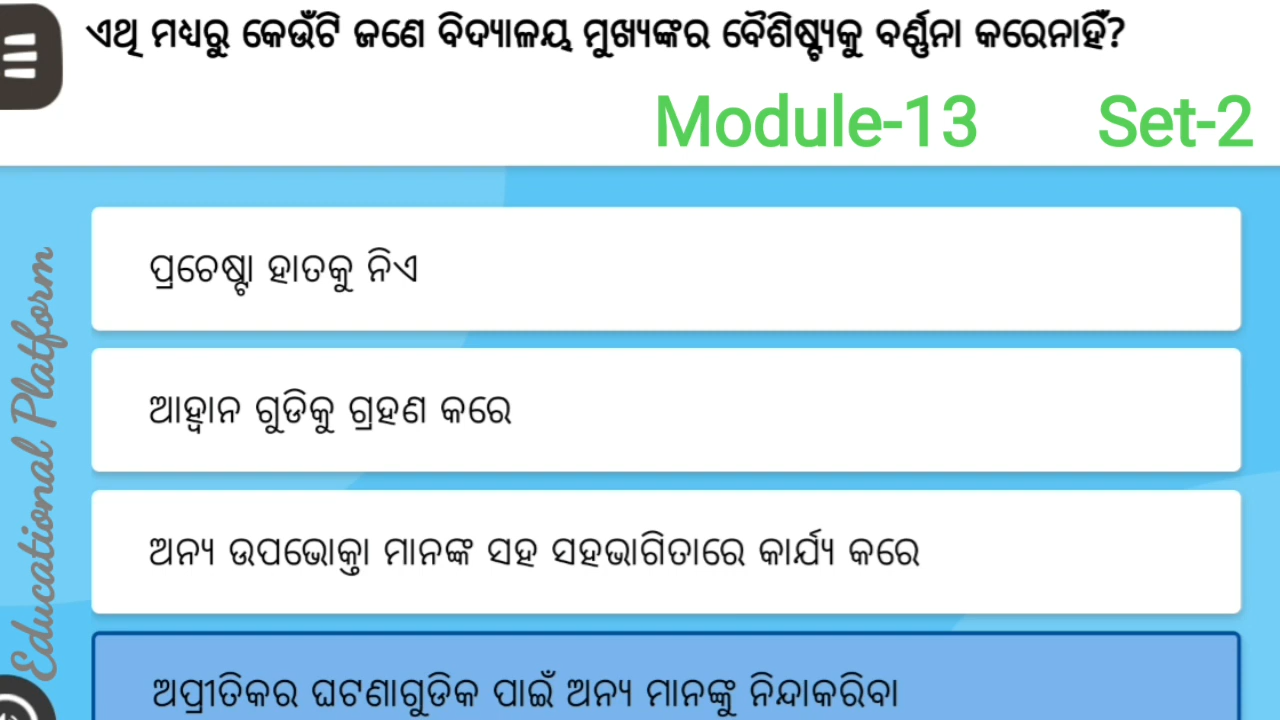 ଏଥି ମଧ୍ୟରୁ କେଉଁଟି ଜଣେ ବିଦ୍ୟାଳୟ ମୁଖ୍ୟଙ୍କର ବୈଶିଷ୍ଟ୍ୟକୁ ବର୍ଣ୍ଣନା କରେନାହିଁ?
Module-13 Set-2
ପ୍ରଚେଷ୍ଟା ହାତକୁ ନିଏ
ଆହ୍ୱାନ ଗୁଡିକୁ ଗ୍ରହଣ କରେ
ଅନ୍ୟ ଉପଭୋକ୍ତା ମାନଙ୍କ ସହ ସହଭାଗିତାରେ କାର୍ଯ୍ୟ କରେ
ଅପ୍ରୀତିକର ଘଟଣାଗୁଡିକ ପାଇଁ ଅନ୍ୟ ମାନଙ୍କୁ ନିନ୍ଦାକରିବା
Educational Platform